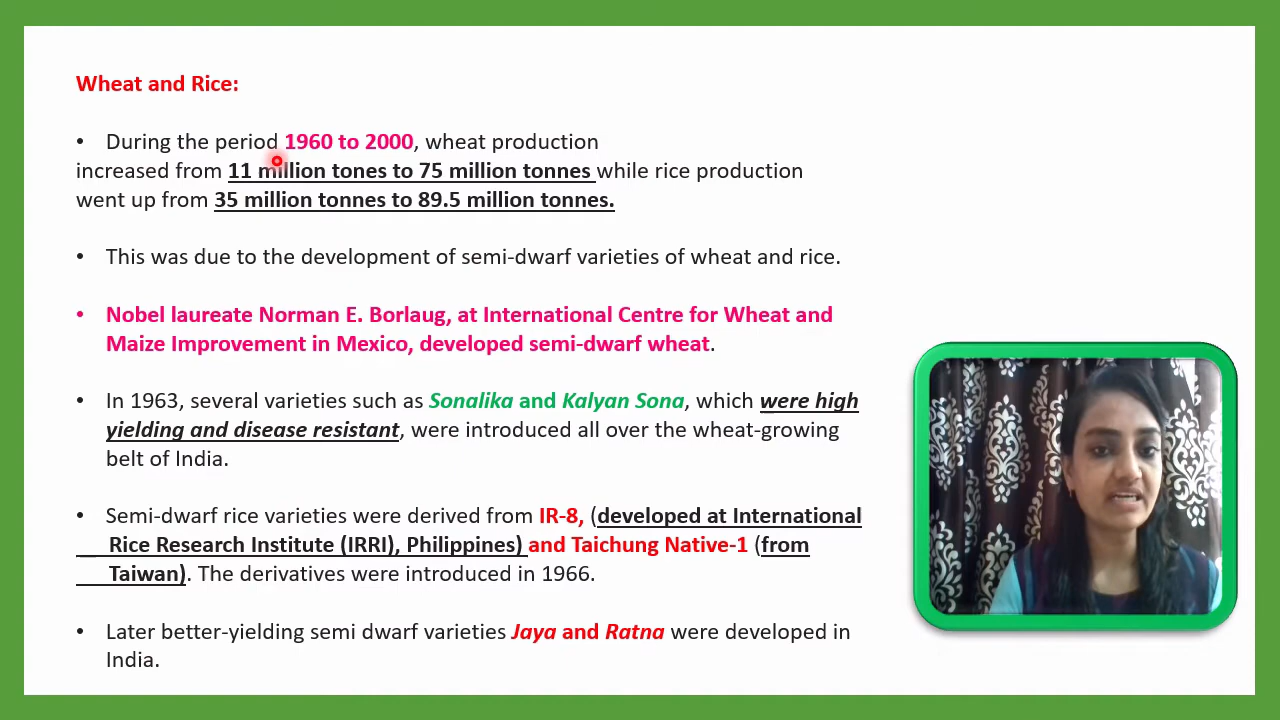 Wheat and Rice:
• During the period 1960 to 2000, wheat production
increased from 11 million tones to 75 million tonnes while rice production
went up from 35 million tonnes to 89.5 million tonnes.
• This was due to the development of semi-dwarf varieties of wheat and rice.
• Nobel laureate Norman E. Borlaug, at International Centre for Wheat and
Maize Improvement in Mexico, developed semi-dwarf wheat.
• In 1963, several varieties such as Sonalika and Kalyan Sona, which were high
yielding and disease resistant, were introduced all over the wheat-growing
belt of India.
• Semi-dwarf rice varieties were derived from IR-8, (developed at International
Rice Research Institute (IRRI), Philippines) and Taichung Native-1 (from
Taiwan). The derivatives were introduced in 1966.
• Later better-yielding semi dwarf varieties Jaya and Ratna were developed in
India.